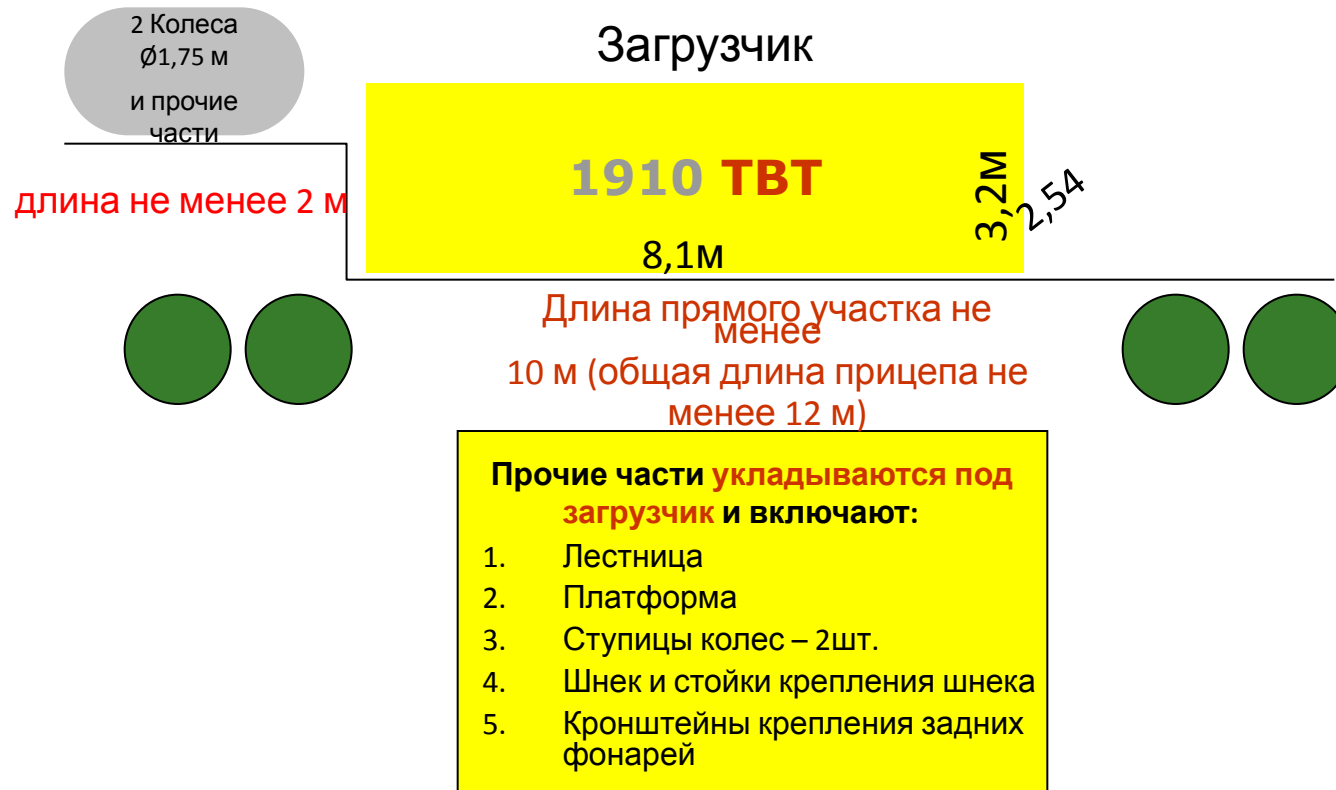 2 Колеса
Ø1,75 м
и прочие
части
Загрузчик
1910 ТВТ
3,2м
2,54
длина не менее 2 м
8,1м
Длина прямого участка не
менее
10 м (общая длина прицепа не
менее 12 м)
Прочие части укладываются под
загрузчик и включают:
1. Лестница
2. Платформа
3. Ступицы колес – 2шт.
4. Шнек и стойки крепления шнека
5. Кронштейны крепления задних
фонарей